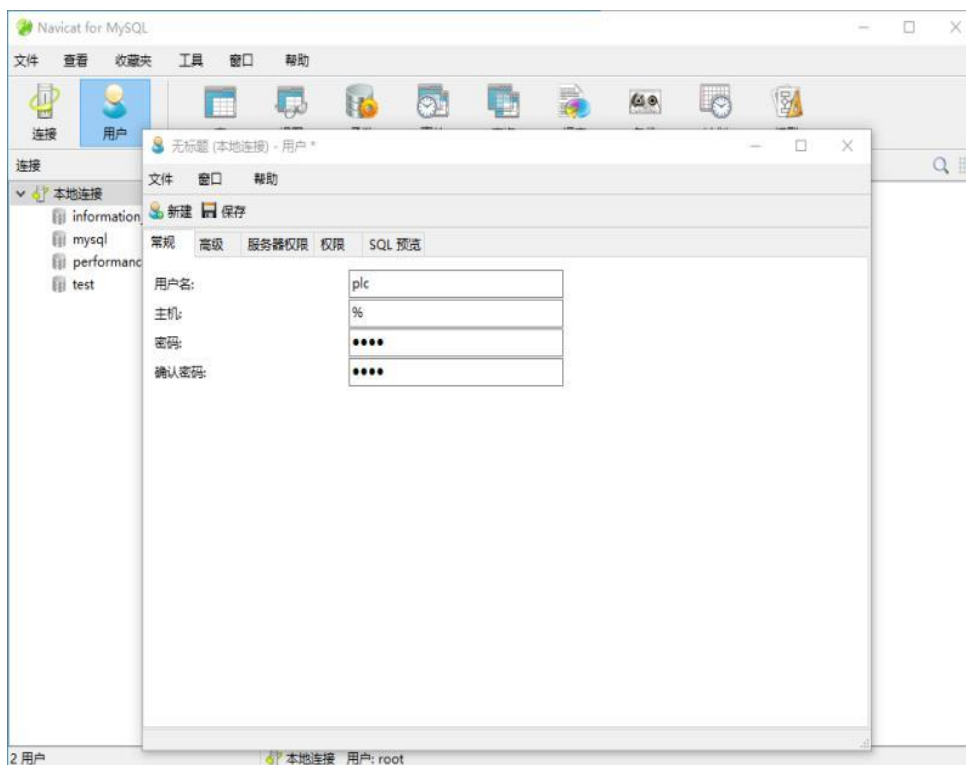 Navicat for MySQL
文件 查看 收藏夹 工具 窗口 帮助
连接 用户
无标题 (本地连接) - 用户 *
连接
文件 窗口 帮助
本地连接
新建 保存
information_
mysql
performanc
test
常规 高级 服务器权限 权限 SQL 预览
用户名: plc
主机: %
密码: ●●●●
确认密码: ●●●●
2 用户 本地连接 用户: root